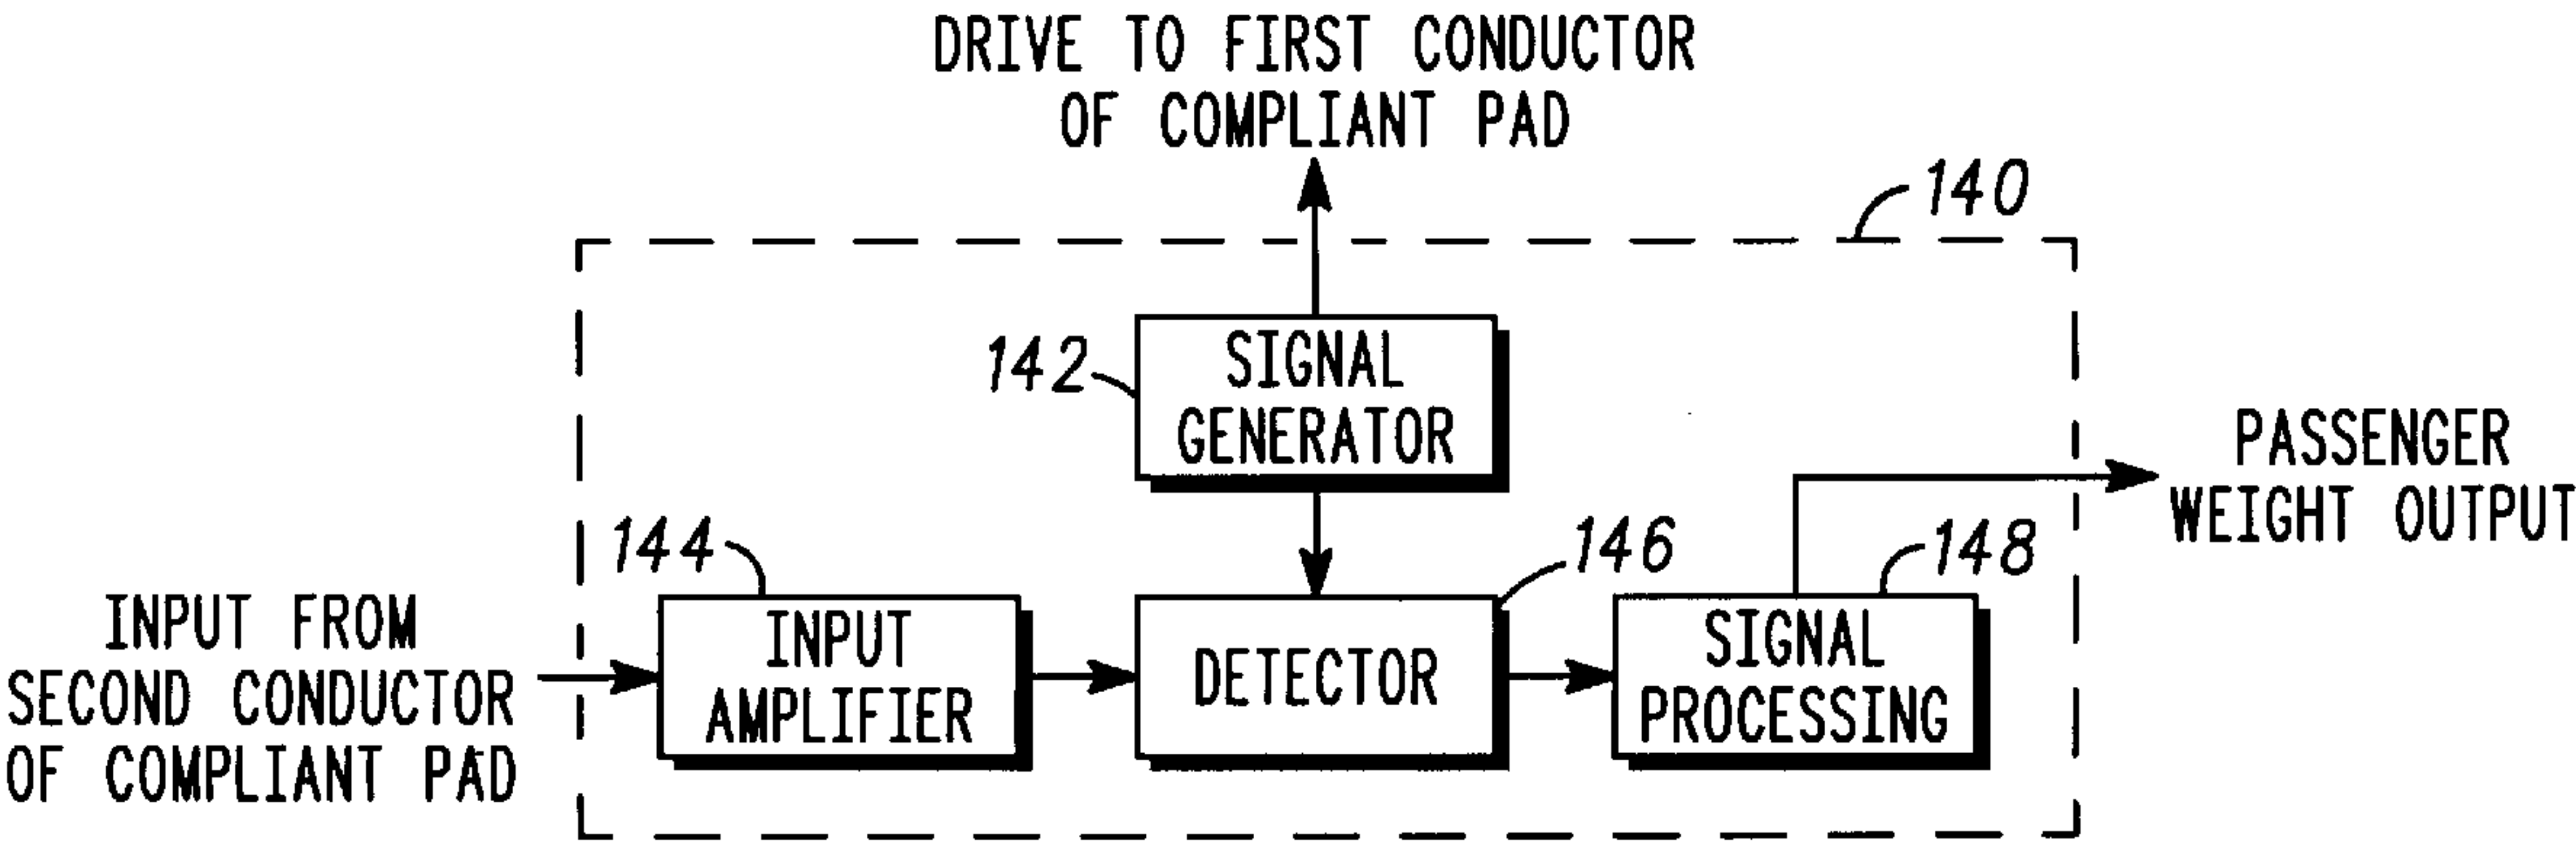 DRIVE TO FIRST CONDUCTOR
OF COMPLIANT PAD
140
142
SIGNAL
GENERATOR
PASSENGER
WEIGHT OUTPUT
144
146
148
INPUT FROM
SECOND CONDUCTOR
OF COMPLIANT PAD
INPUT
AMPLIFIER
DETECTOR
SIGNAL
PROCESSING